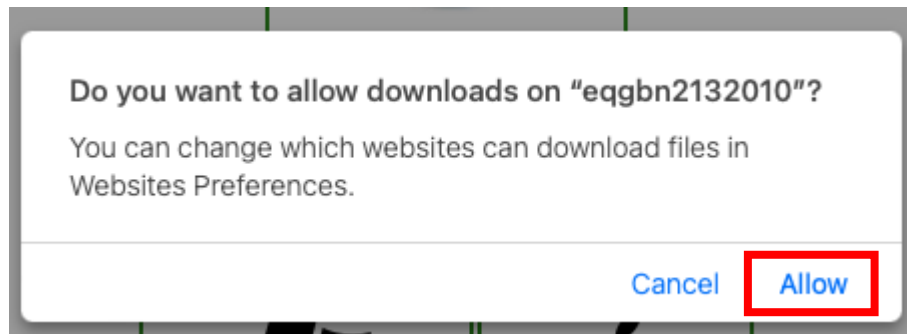 Do you want to allow downloads on “eqgbn2132010”?
You can change which websites can download files in
Websites Preferences.
Cancel Allow